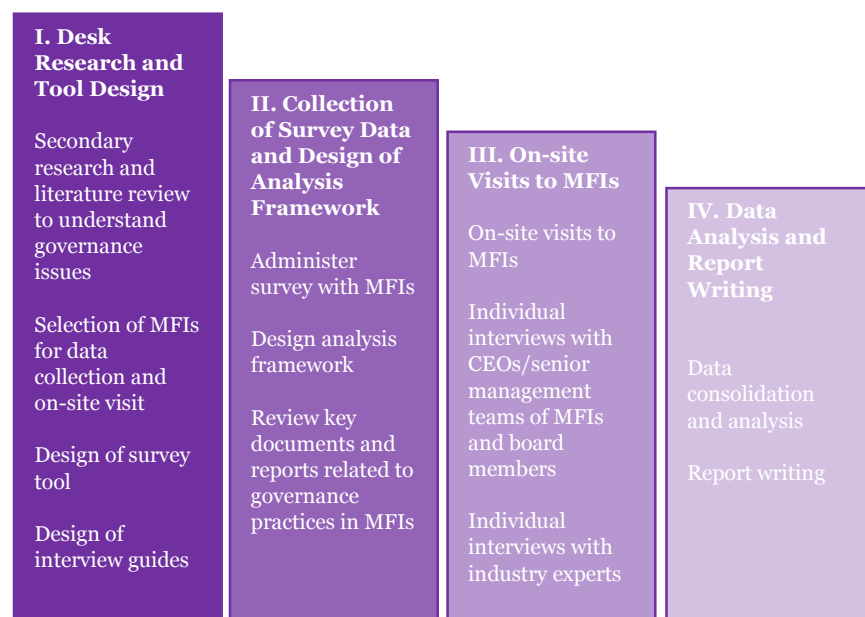 I. Desk
Research and
Tool Design
Secondary
research and
literature review
to understand
governance
issues
Selection of MFIs
for data
collection and
on-site visit
Design of survey
tool
Design of
interview guides
II. Collection
of Survey Data
and Design of
Analysis
Framework
Administer
survey with MFIs
Design analysis
framework
Review key
documents and
reports related to
governance
practices in MFIs
III. On-site
Visits to MFIs
On-site visits to
MFIs
Individual
interviews with
CEOs/senior
management
teams of MFIs
and board
members
Individual
interviews with
industry experts
IV. Data
Analysis and
Report
Writing
Data
consolidation
and analysis
Report writing